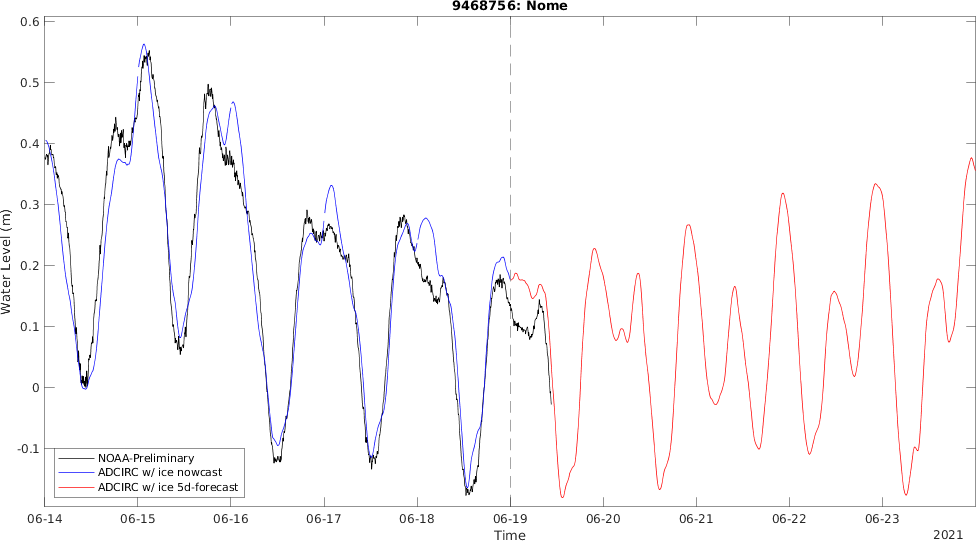 9468756: Nome
Water Level (m)
0.6
0.5
0.4
0.3
0.2
0.1
0
-0.1
NOAA-Preliminary
ADCIRC w/ ice nowcast
ADCIRC w/ ice 5d-forecast
06-14 06-15 06-16 06-17 06-18 06-19 06-20 06-21 06-22 06-23
Time
2021